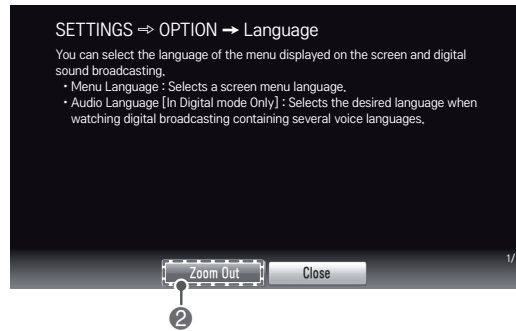 SETTINGS ⇨ OPTION ➞ Language
You can select the language of the menu displayed on the screen and digital
sound broadcasting.
• Menu Language : Selects a screen menu language.
• Audio Language [In Digital mode Only] : Selects the desired language when
watching digital broadcasting containing several voice languages.
1/
Zoom Out Close
2